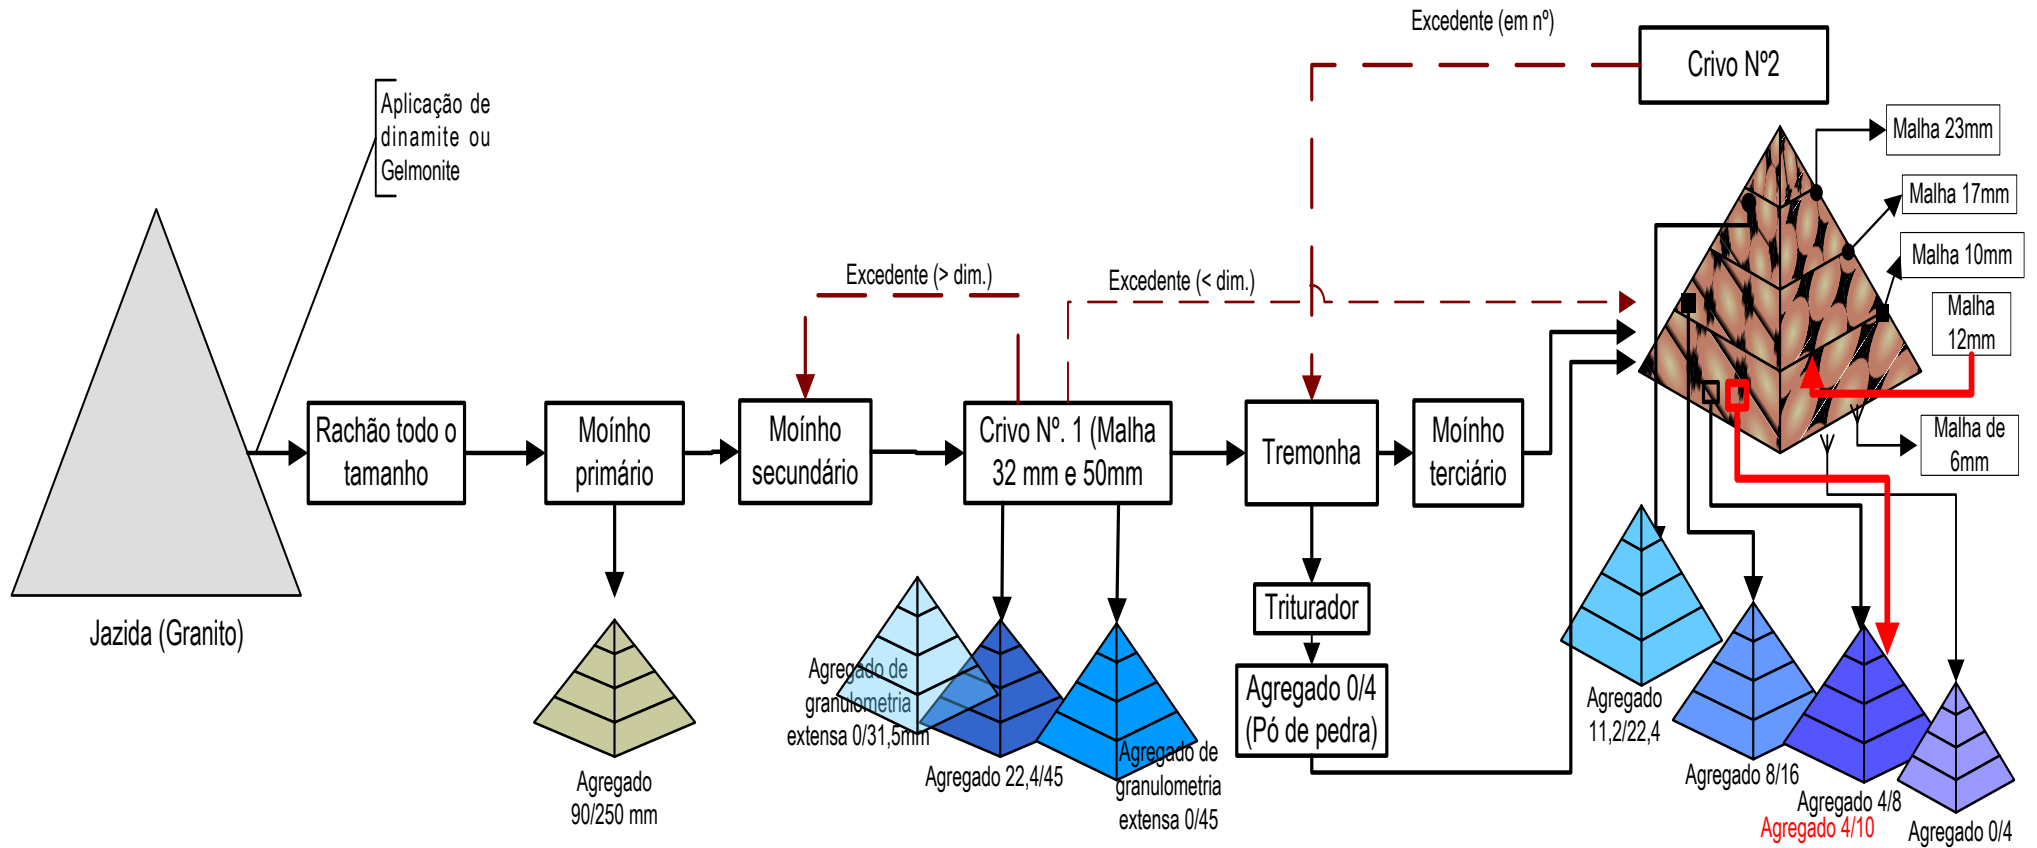 Excedente (em nº)
Crivo Nº2
Aplicação de
dinamite ou
Gelmonite
Malha 23mm
Malha 17mm
Malha 10mm
Malha
12mm
Malha de
6mm
Excedente (> dim.)
Excedente (< dim.)
Rachão todo o
tamanho
Moínho
primário
Moínho
secundário
Crivo Nº. 1 (Malha
32 mm e 50mm
Tremonha
Moínho
terciário
Jazida (Granito)
Triturador
Agregado 0/4
(Pó de pedra)
Agregado
90/250 mm
Agregado de
granulometria
extensa 0/31,5mm
Agregado 22,4/45
Agregado de
granulometria
extensa 0/45
Agregado
11,2/22,4
Agregado 8/16
Agregado 4/8
Agregado 4/10
Agregado 0/4